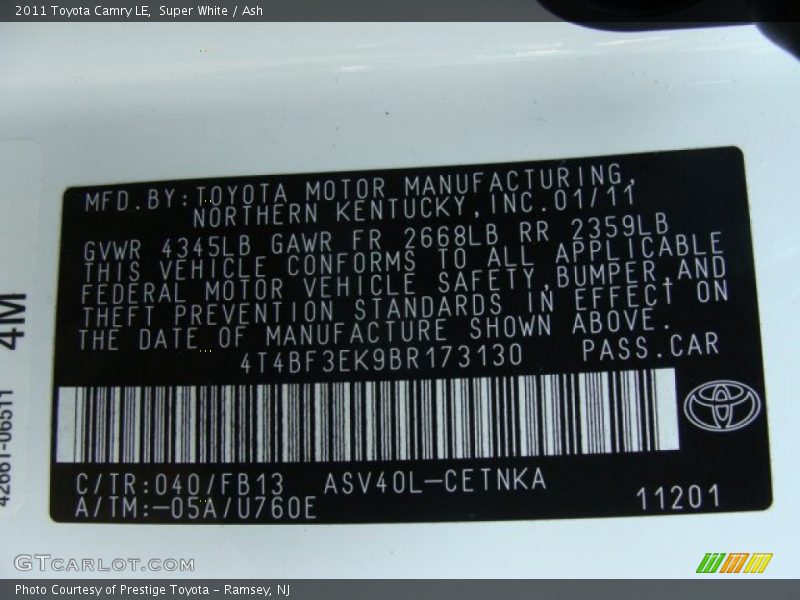 2011 Toyota Camry LE,  Super White / Ash
MFD.BY:TOYOTA MOTOR MANUFACTURING,
NORTHERN KENTUCKY,INC.01/11
GVWR 4345LB GAWR FR 2668LB RR 2359LB
THIS VEHICLE CONFORMS TO ALL APPLICABLE
FEDERAL MOTOR VEHICLE SAFETY,BUMPER,AND
THEFT PREVENTION STANDARDS IN EFFECT ON
THE DATE OF MANUFACTURE SHOWN ABOVE.
4T4BF3EK9BR173130 PASS.CAR
C/TR:040/FB13 ASV40L-CETNKA
A/TM:-05A/U760E 11201
4M
42661-06511
GTCARLOT.COM
Photo Courtesy of Prestige Toyota - Ramsey, NJ